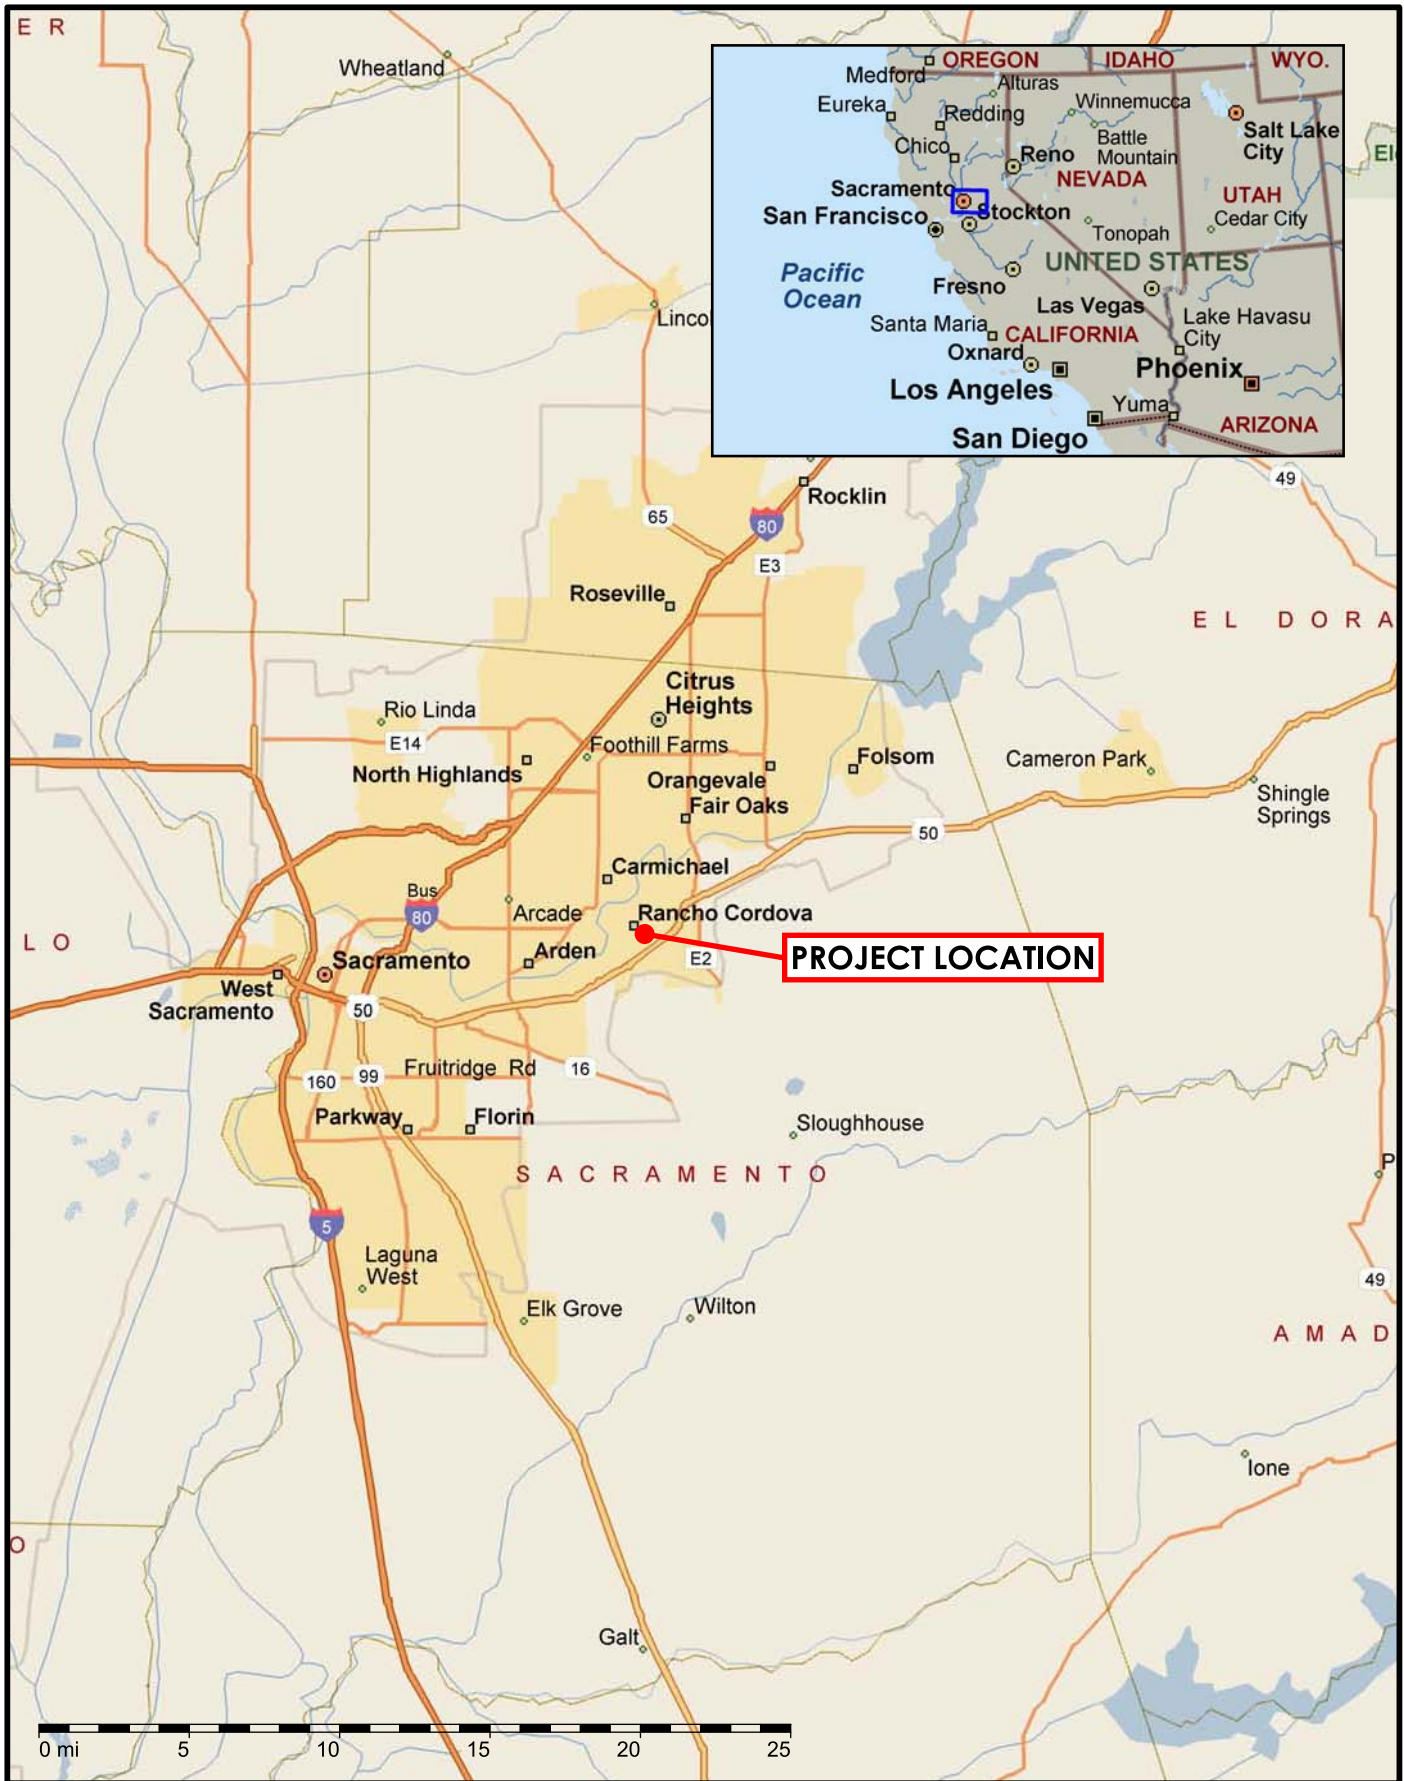 E R
Wheatland
OREGON
IDAHO
WYO.
Medford
Alturas
Eureka
Winnemucca
Redding
Salt Lake
City
Battle
Mountain
Chico
Reno
NEVADA
Sacramento
UTAH
San Francisco
Stockton
Cedar City
Tonopah
Pacific
Ocean
UNITED STATES
Fresno
Las Vegas
Lake Havasu
City
Santa Maria
CALIFORNIA
Oxnard
Phoenix
Los Angeles
Yuma
ARIZONA
San Diego
El
Linco
49
Rocklin
65
80
E3
Roseville
EL DORA
Citrus
Heights
Rio Linda
E14
Foothill Farms
North Highlands
Orangevale
Folsom
Cameron Park
Fair Oaks
Shingle
Springs
50
Carmichael
Bus
80
Arcade
Rancho Cordova
L O
Arden
E2
PROJECT LOCATION
Sacramento
West
Sacramento
50
Fruitridge Rd
16
160
99
Parkway
Florin
Sloughhouse
P
SACRAMENTO
5
Laguna
West
49
Elk Grove
Wilton
AMAD
Ione
O
Galt
0 mi 5 10 15 20 25